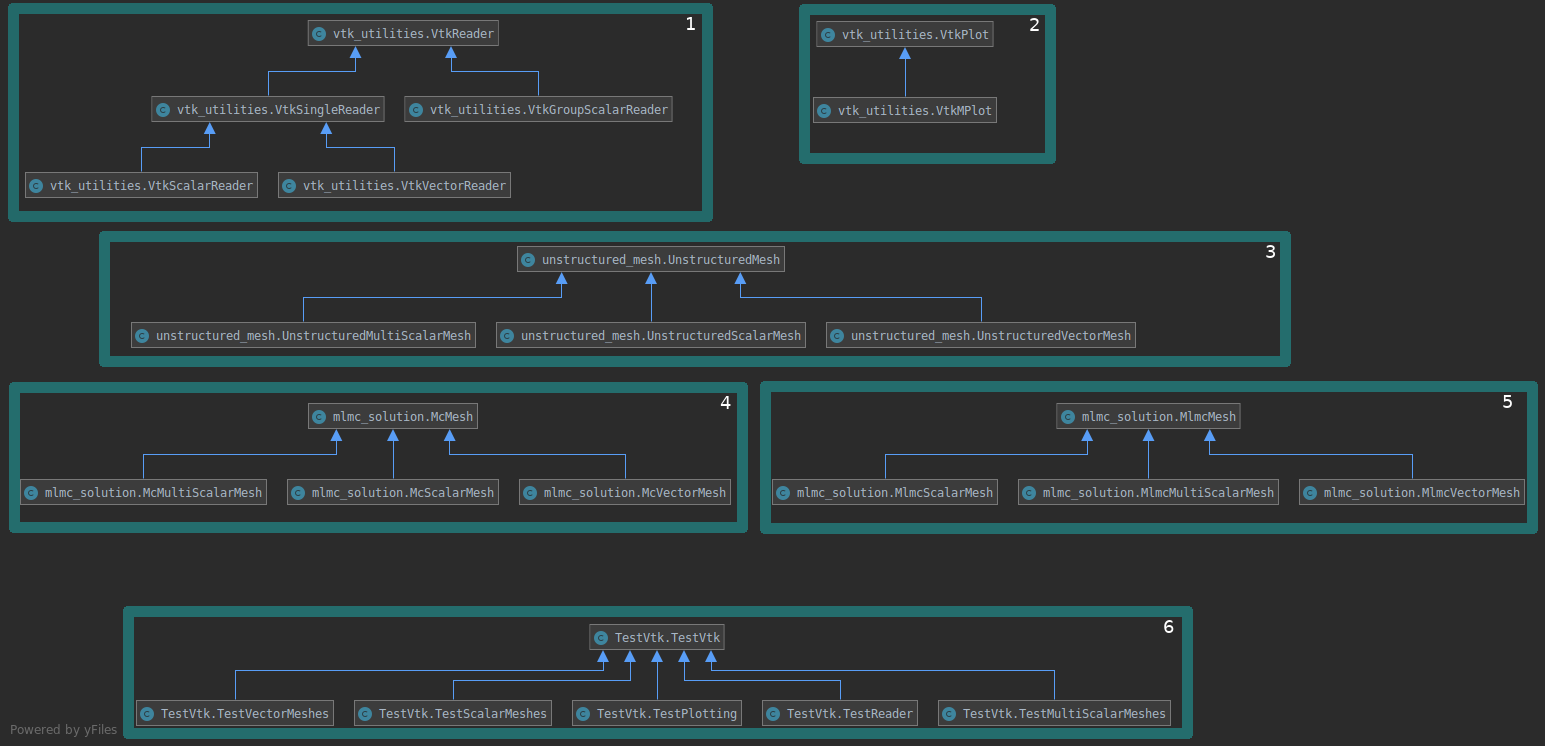 1
vtk_utilities.VtkReader
vtk_utilities.VtkSingleReader
vtk_utilities.VtkGroupScalarReader
vtk_utilities.VtkScalarReader
vtk_utilities.VtkVectorReader
2
vtk_utilities.VtkPlot
vtk_utilities.VtkMPlot
3
unstructured_mesh.UnstructuredMesh
unstructured_mesh.UnstructuredMultiScalarMesh
unstructured_mesh.UnstructuredScalarMesh
unstructured_mesh.UnstructuredVectorMesh
4
mlmc_solution.McMesh
mlmc_solution.McMultiScalarMesh
mlmc_solution.McScalarMesh
mlmc_solution.McVectorMesh
5
mlmc_solution.MlmcMesh
mlmc_solution.MlmcScalarMesh
mlmc_solution.MlmcMultiScalarMesh
mlmc_solution.MlmcVectorMesh
6
TestVtk.TestVtk
TestVtk.TestVectorMeshes
TestVtk.TestScalarMeshes
TestVtk.TestPlotting
TestVtk.TestReader
TestVtk.TestMultiScalarMeshes
Powered by yFiles